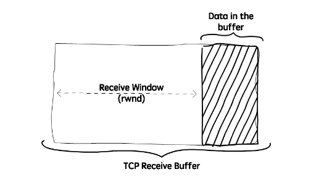 Data in the
buffer
Receive Window
(rwnd)
TCP Receive Buffer